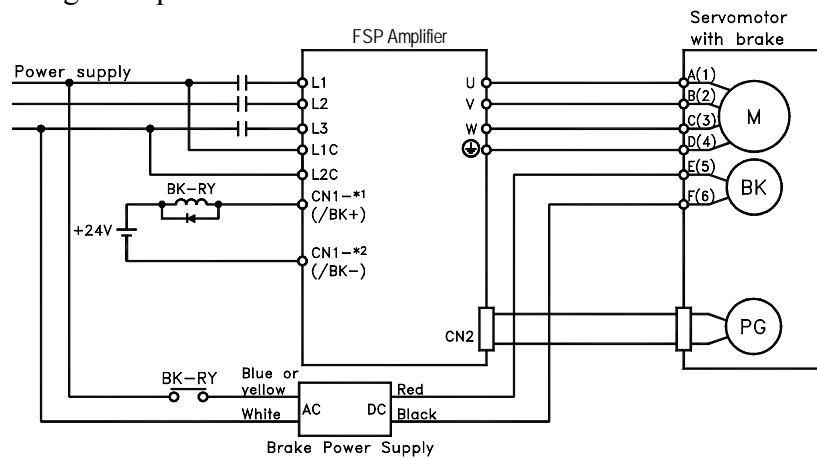 FSP Amplifier
Servomotor
with brake
Power supply
L1
L2
L3
L1C
L2C
U
V
W
A(1)
B(2)
C(3)
D(4)
E(5)
F(6)
M
BK
BK-RY
CN1-*1
(/BK+)
+24V
CN1-*2
(/BK-)
CN2
PG
BK-RY
Blue or
yellow
White
AC
DC
Red
Black
Brake Power Supply